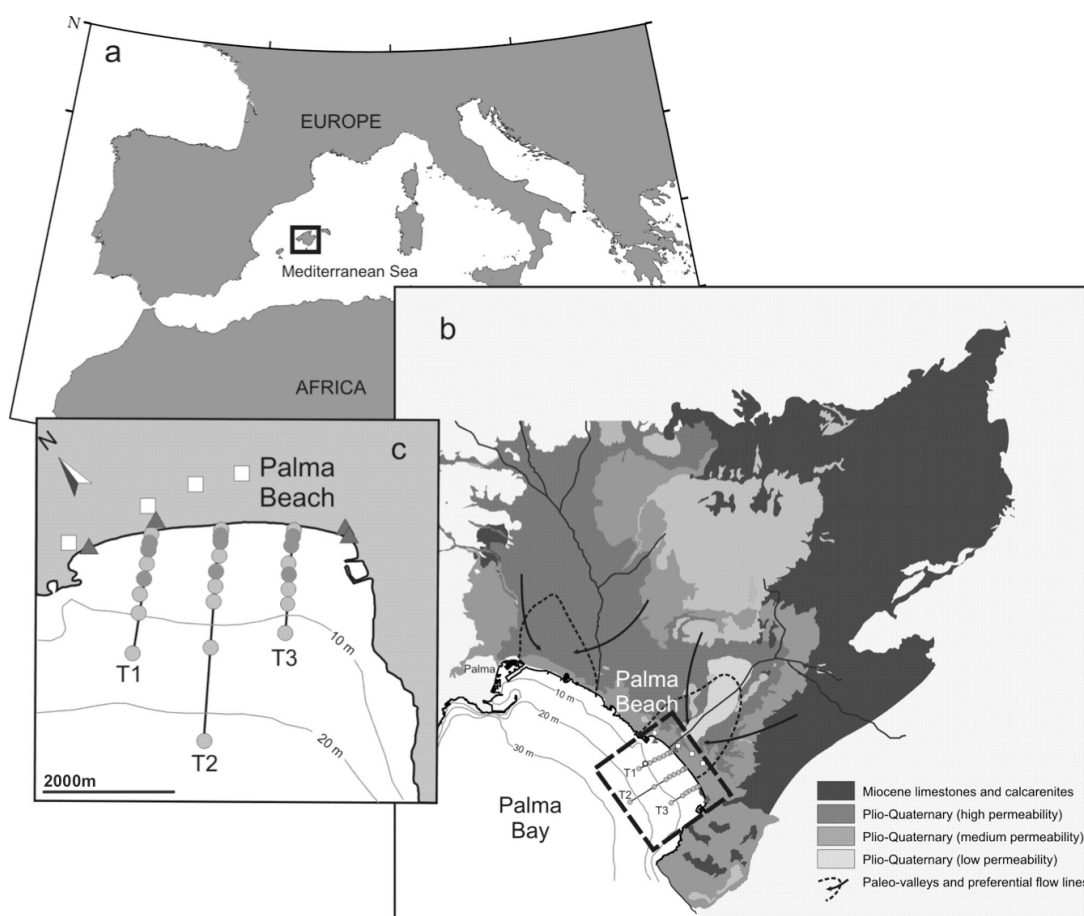 N
a
EUROPE
Mediterranean Sea
AFRICA
b
Palma
Palma
Beach
10 m
20 m
30 m
T1
T2
T3
Palma
Bay
Miocene limestones and calcarenites
Plio-Quaternary (high permeability)
Plio-Quaternary (medium permeability)
Plio-Quaternary (low permeability)
Paleo-valleys and preferential flow lines
N
c
Palma
Beach
T1
T3
10 m
T2
20 m
2000m